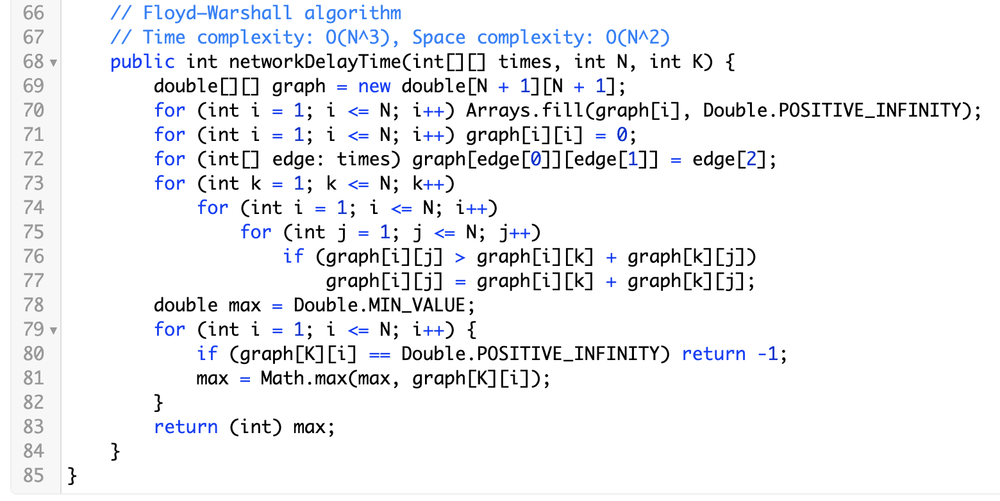 66 // Floyd–Warshall algorithm
67 // Time complexity: O(N^3), Space complexity: O(N^2)
68 public int networkDelayTime(int[][] times, int N, int K) {
69 double[][] graph = new double[N + 1][N + 1];
70 for (int i = 1; i <= N; i++) Arrays.fill(graph[i], Double.POSITIVE_INFINITY);
71 for (int i = 1; i <= N; i++) graph[i][i] = 0;
72 for (int[] edge: times) graph[edge[0]][edge[1]] = edge[2];
73 for (int k = 1; k <= N; k++)
74 for (int i = 1; i <= N; i++)
75 for (int j = 1; j <= N; j++)
76 if (graph[i][j] > graph[i][k] + graph[k][j])
77 graph[i][j] = graph[i][k] + graph[k][j];
78 double max = Double.MIN_VALUE;
79 for (int i = 1; i <= N; i++) {
80 if (graph[K][i] == Double.POSITIVE_INFINITY) return -1;
81 max = Math.max(max, graph[K][i]);
82 }
83 return (int) max;
84 }
85 }